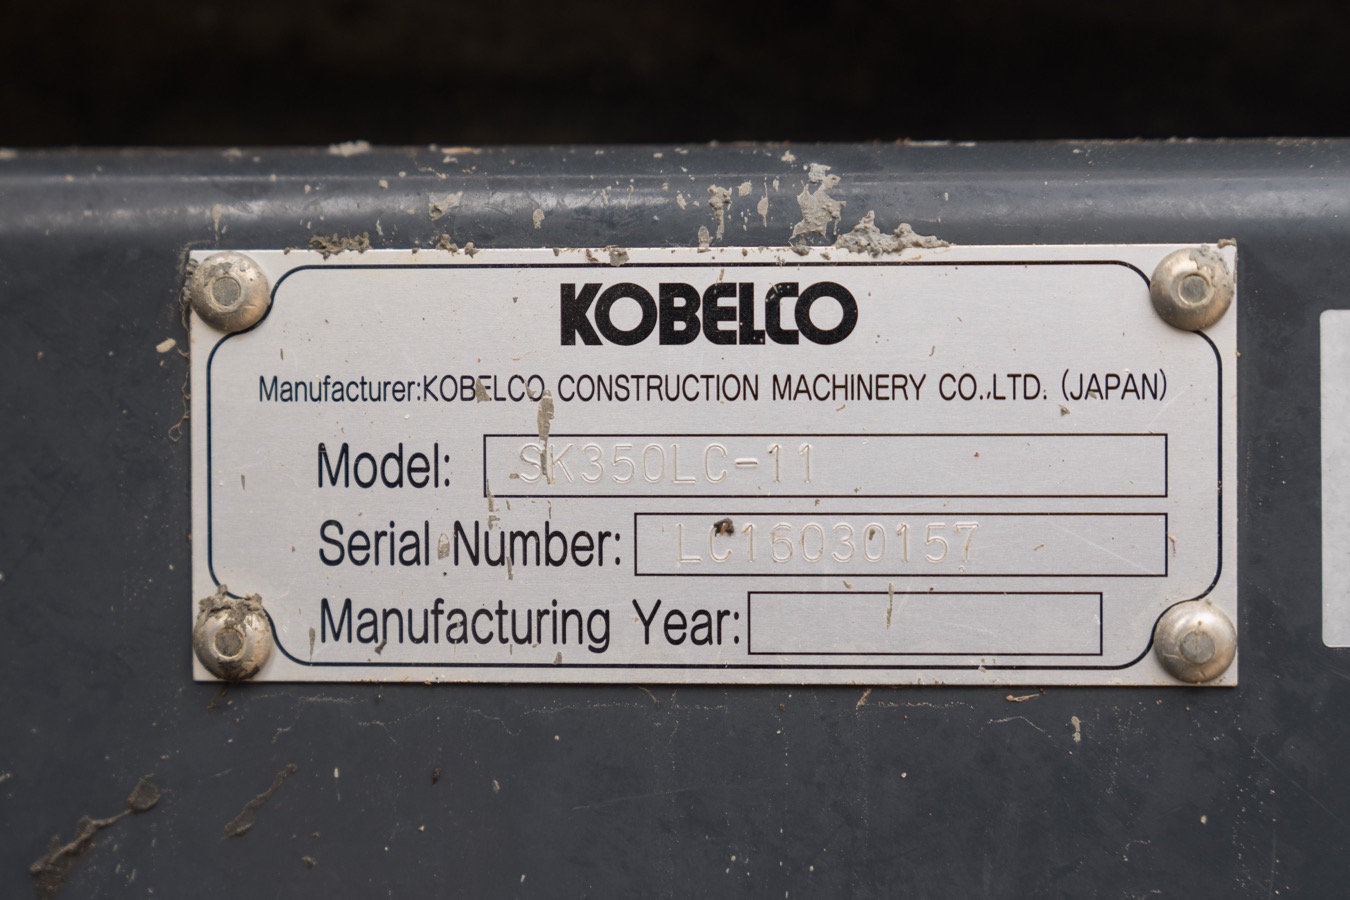 KOBELCO
Manufacturer:KOBELCO CONSTRUCTION MACHINERY CO.,LTD. (JAPAN)
Model: SK350LC-11
Serial Number: LC16030157
Manufacturing Year: